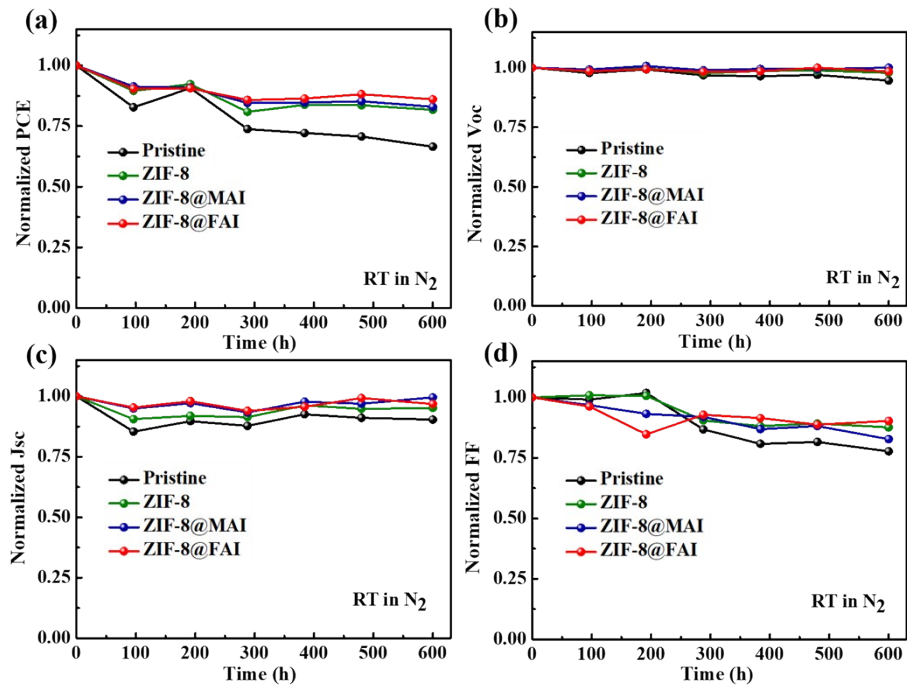 (a)
Normalized PCE
1.00
0.75
0.50
0.25
0.00
Pristine
ZIF-8
ZIF-8@MAI
ZIF-8@FAI
RT in N2
0 100 200 300 400 500 600
Time (h)
(b)
Normalized Voc
1.00
0.75
0.50
0.25
0.00
Pristine
ZIF-8
ZIF-8@MAI
ZIF-8@FAI
RT in N2
0 100 200 300 400 500 600
Time (h)
(c)
Normalized Jsc
1.00
0.75
0.50
0.25
0.00
Pristine
ZIF-8
ZIF-8@MAI
ZIF-8@FAI
RT in N2
0 100 200 300 400 500 600
Time (h)
(d)
Normalized FF
1.00
0.75
0.50
0.25
0.00
Pristine
ZIF-8
ZIF-8@MAI
ZIF-8@FAI
RT in N2
0 100 200 300 400 500 600
Time (h)